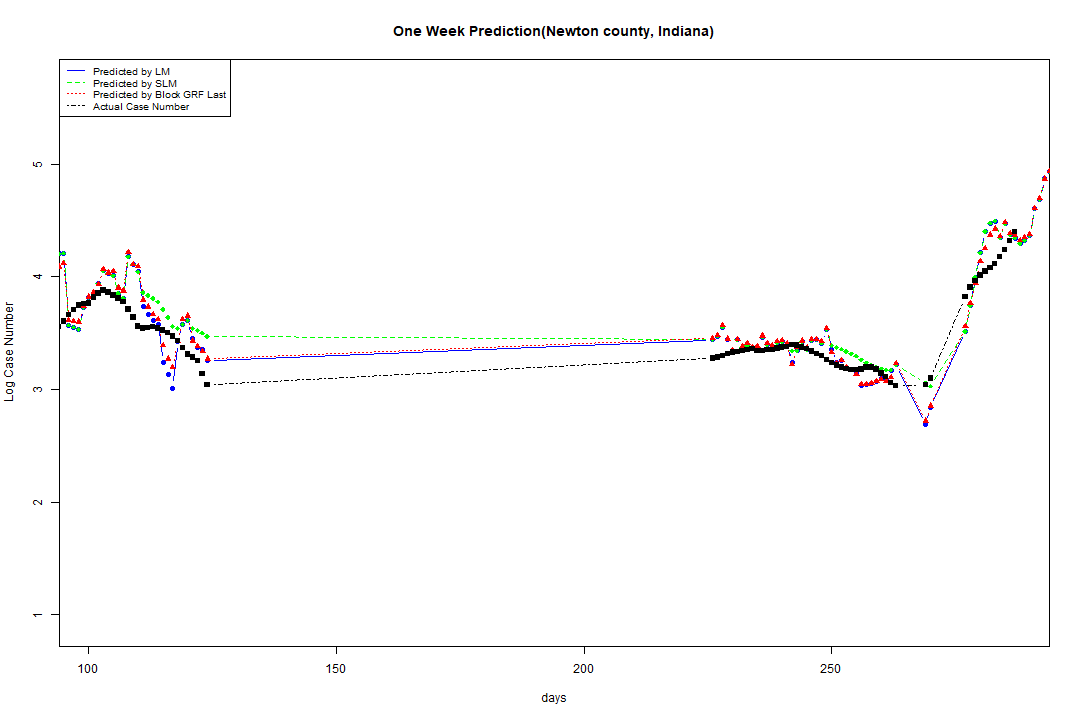 One Week Prediction(Newton county, Indiana)
Predicted by LM
Predicted by SLM
Predicted by Block GRF Last
Actual Case Number
5
4
3
2
1
Log Case Number
100 150 200 250
days